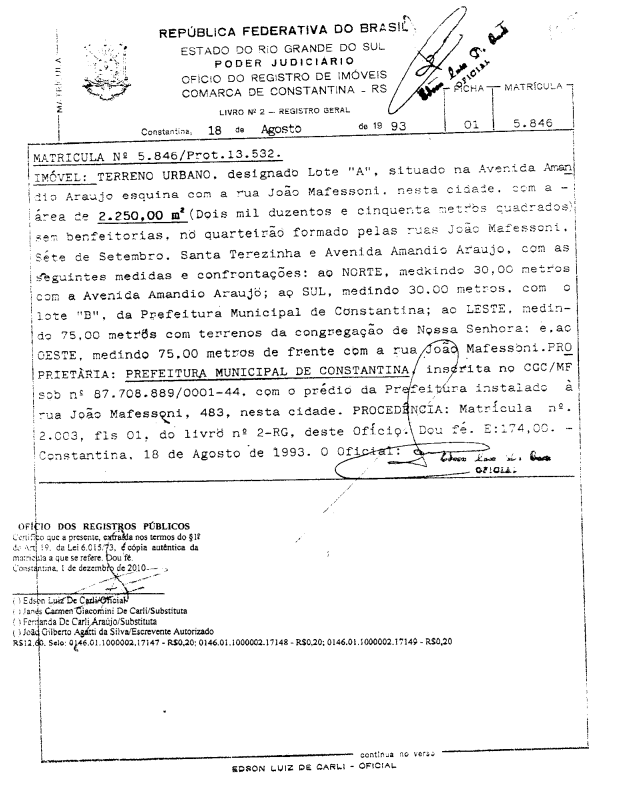 REPÚBLICA FEDERATIVA DO BRASIL
ESTADO DO RIO GRANDE DO SUL
PODER JUDICIÁRIO
OFÍCIO DO REGISTRO DE IMÓVEIS
COMARCA DE CONSTANTINA - RS
LIVRO Nº 2 - REGISTRO GERAL
MATRÍCULA
OFICIAL
FICHA
MATRÍCULA
Constantina, 18 de Agosto de 19 93
01
5.846
MATRICULA Nº 5.846/Prot.13.532.
IMÓVEL: TERRENO URBANO, designado Lote "A", situado na Avenida Aman
dio Araujo esquina com a rua João Mafessoni, nesta cidade, com a -
área de 2.250,00 m² (Dois mil duzentos e cinquenta metros quadrados)
sem benfeitorias, no quarteirão formado pelas ruas João Mafessoni,
Sete de Setembro, Santa Terezinha e Avenida Amandio Araujo, com as
seguintes medidas e confrontações: ao NORTE, medkindo 30,00 metros
com a Avenida Amandio Araujo; ao SUL, medindo 30,00 metros, com o
lote "B", da Prefeitura Municipal de Constantina; ao LESTE, medin-
do 75,00 metros com terrenos da congregação de Nossa Senhora; e,ao
OESTE, medindo 75,00 metros de frente com a rua João Mafessoni.PRO
PRIETÁRIA: PREFEITURA MUNICIPAL DE CONSTANTINA, inscrita no CGC/MF
sob nº 87.708.889/0001-44, com o prédio da Prefeitura instalado à
rua João Mafessoni, 483, nesta cidade. PROCEDÊNCIA: Matrícula nº.
2.003, fls 01, do livro nº 2-RG, deste Ofício. Dou fé. E:174,00. -
Constantina, 18 de Agosto de 1993. O Oficial:
OFICIAL
OFÍCIO DOS REGISTROS PÚBLICOS
Certifico que a presente, extraída nos termos do §1º
do Art. 19, da Lei 6.015/73, é cópia autêntica da
matrícula a que se refere. Dou fé.
Constantina, 1 de dezembro de 2010
( ) Edson Luiz De Carli/Oficial
( ) Janes Carmen Giacomini De Carli/Substituta
( ) Fernanda De Carli Araújo/Substituta
( ) João Gilberto Agatti da Silva/Escrevente Autorizado
R$12,60. Selo: 0146.01.1000002.17147 - R$0,20; 0146.01.1000002.17148 - R$0,20; 0146.01.1000002.17149 - R$0,20
continua no verso
EDSON LUIZ DE CARLI - OFICIAL